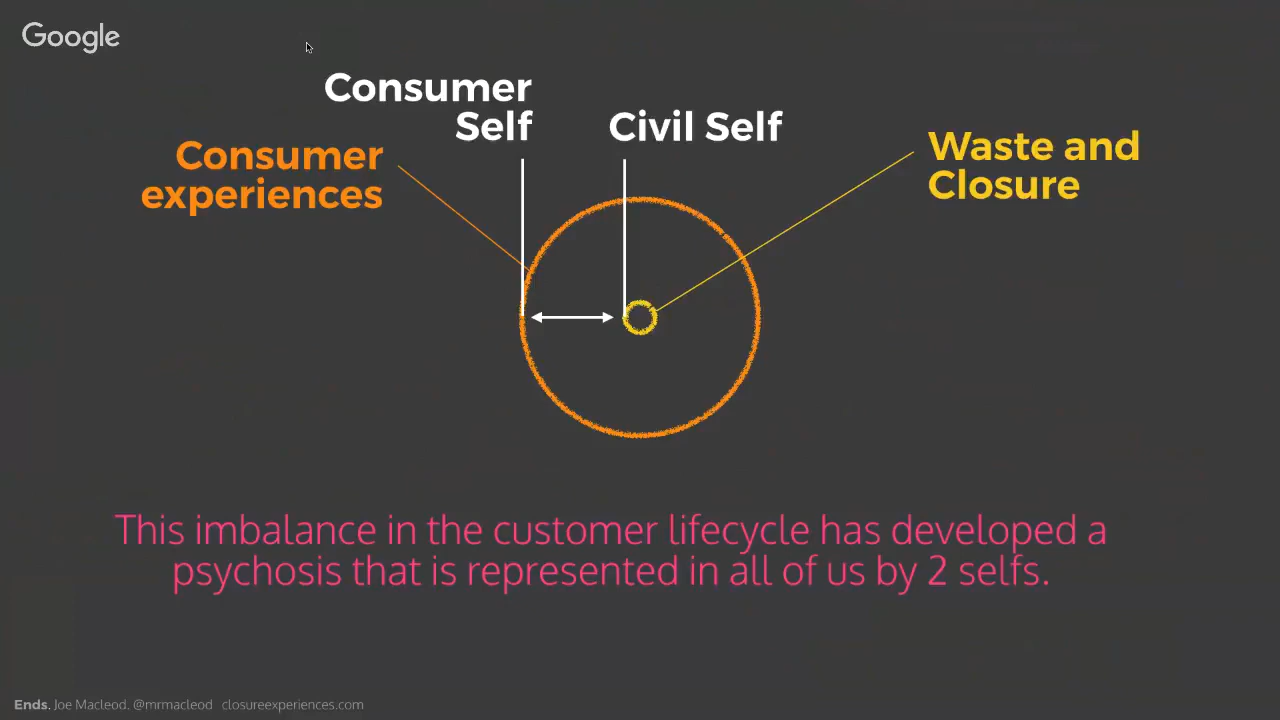 Google
Consumer
Self
Civil Self
Consumer
experiences
Waste and
Closure
This imbalance in the customer lifecycle has developed a
psychosis that is represented in all of us by 2 selfs.
Ends. Joe Macleod. @mrmacleod closureexperiences.com